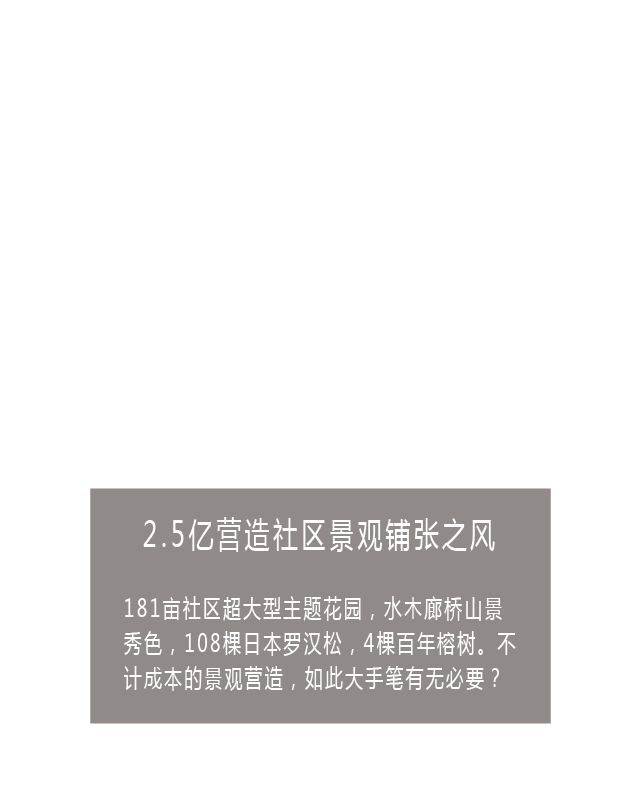 2.5亿营造社区景观铺张之风
181亩社区超大型主题花园，水木廊桥山景
秀色，108棵日本罗汉松，4棵百年榕树。不
计成本的景观营造，如此大手笔有无必要？